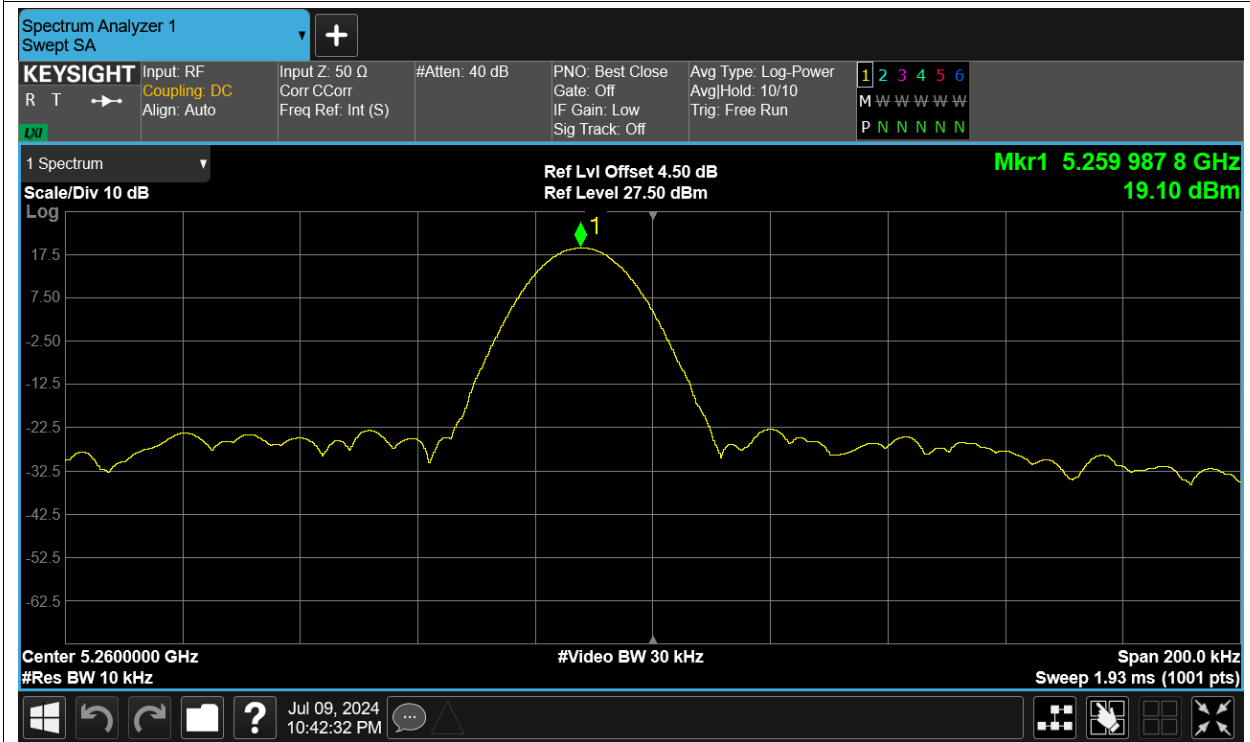 Spectrum Analyzer 1
Swept SA
KEYSIGHT
R T
LXI
Input: RF
Coupling: DC
Align: Auto
Input Z: 50 Ω
Corr CCorr
Freq Ref: Int (S)
#Atten: 40 dB
PNO: Best Close
Gate: Off
IF Gain: Low
Sig Track: Off
Avg Type: Log-Power
Avg|Hold: 10/10
Trig: Free Run
1 2 3 4 5 6
M W W W W W
P N N N N N
1 Spectrum
Scale/Div 10 dB
Log
Ref Lvl Offset 4.50 dB
Ref Level 27.50 dBm
Mkr1 5.259 987 8 GHz
19.10 dBm
1
17.5
7.50
-2.50
-12.5
-22.5
-32.5
-42.5
-52.5
-62.5
Center 5.2600000 GHz
#Res BW 10 kHz
#Video BW 30 kHz
Span 200.0 kHz
Sweep 1.93 ms (1001 pts)
?
Jul 09, 2024
10:42:32 PM